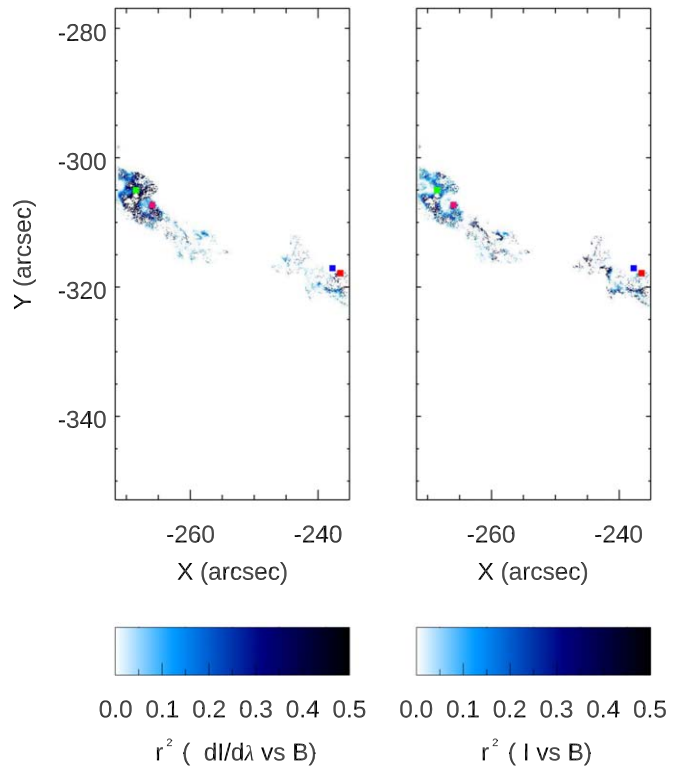 -280
-300
-320
-340
Y (arcsec)
-260 -240 -260 -240
X (arcsec) X (arcsec)
0.0 0.1 0.2 0.3 0.4 0.5 0.0 0.1 0.2 0.3 0.4 0.5
r² ( dI/dλ vs B) r² ( I vs B)